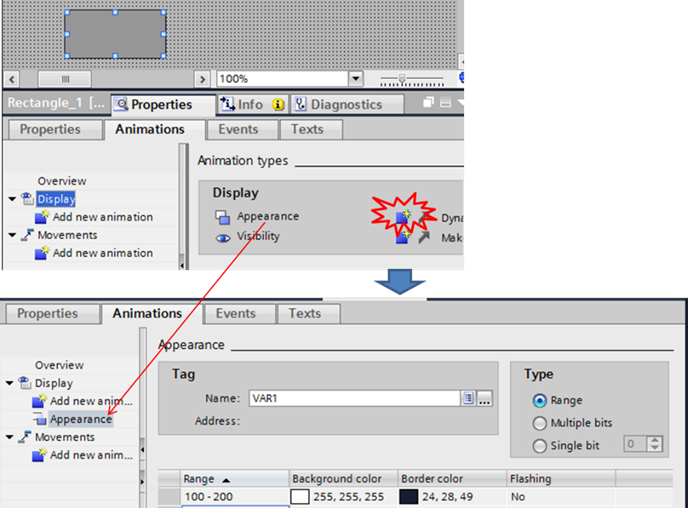 100%
Rectangle_1 [...
Properties
Info
Diagnostics
Properties
Animations
Events
Texts
Animation types
Overview
Display
Add new animation
Movements
Add new animation
Display
Appearance
Visibility
Dyna
Mak
Properties
Animations
Events
Texts
Appearance
Overview
Display
Add new anim...
Appearance
Movements
Add new anim...
Tag
Name: VAR1
...
Address:
Type
Range
Multiple bits
Single bit 0
Range Background color Border color Flashing
100 - 200 255, 255, 255 24, 28, 49 No